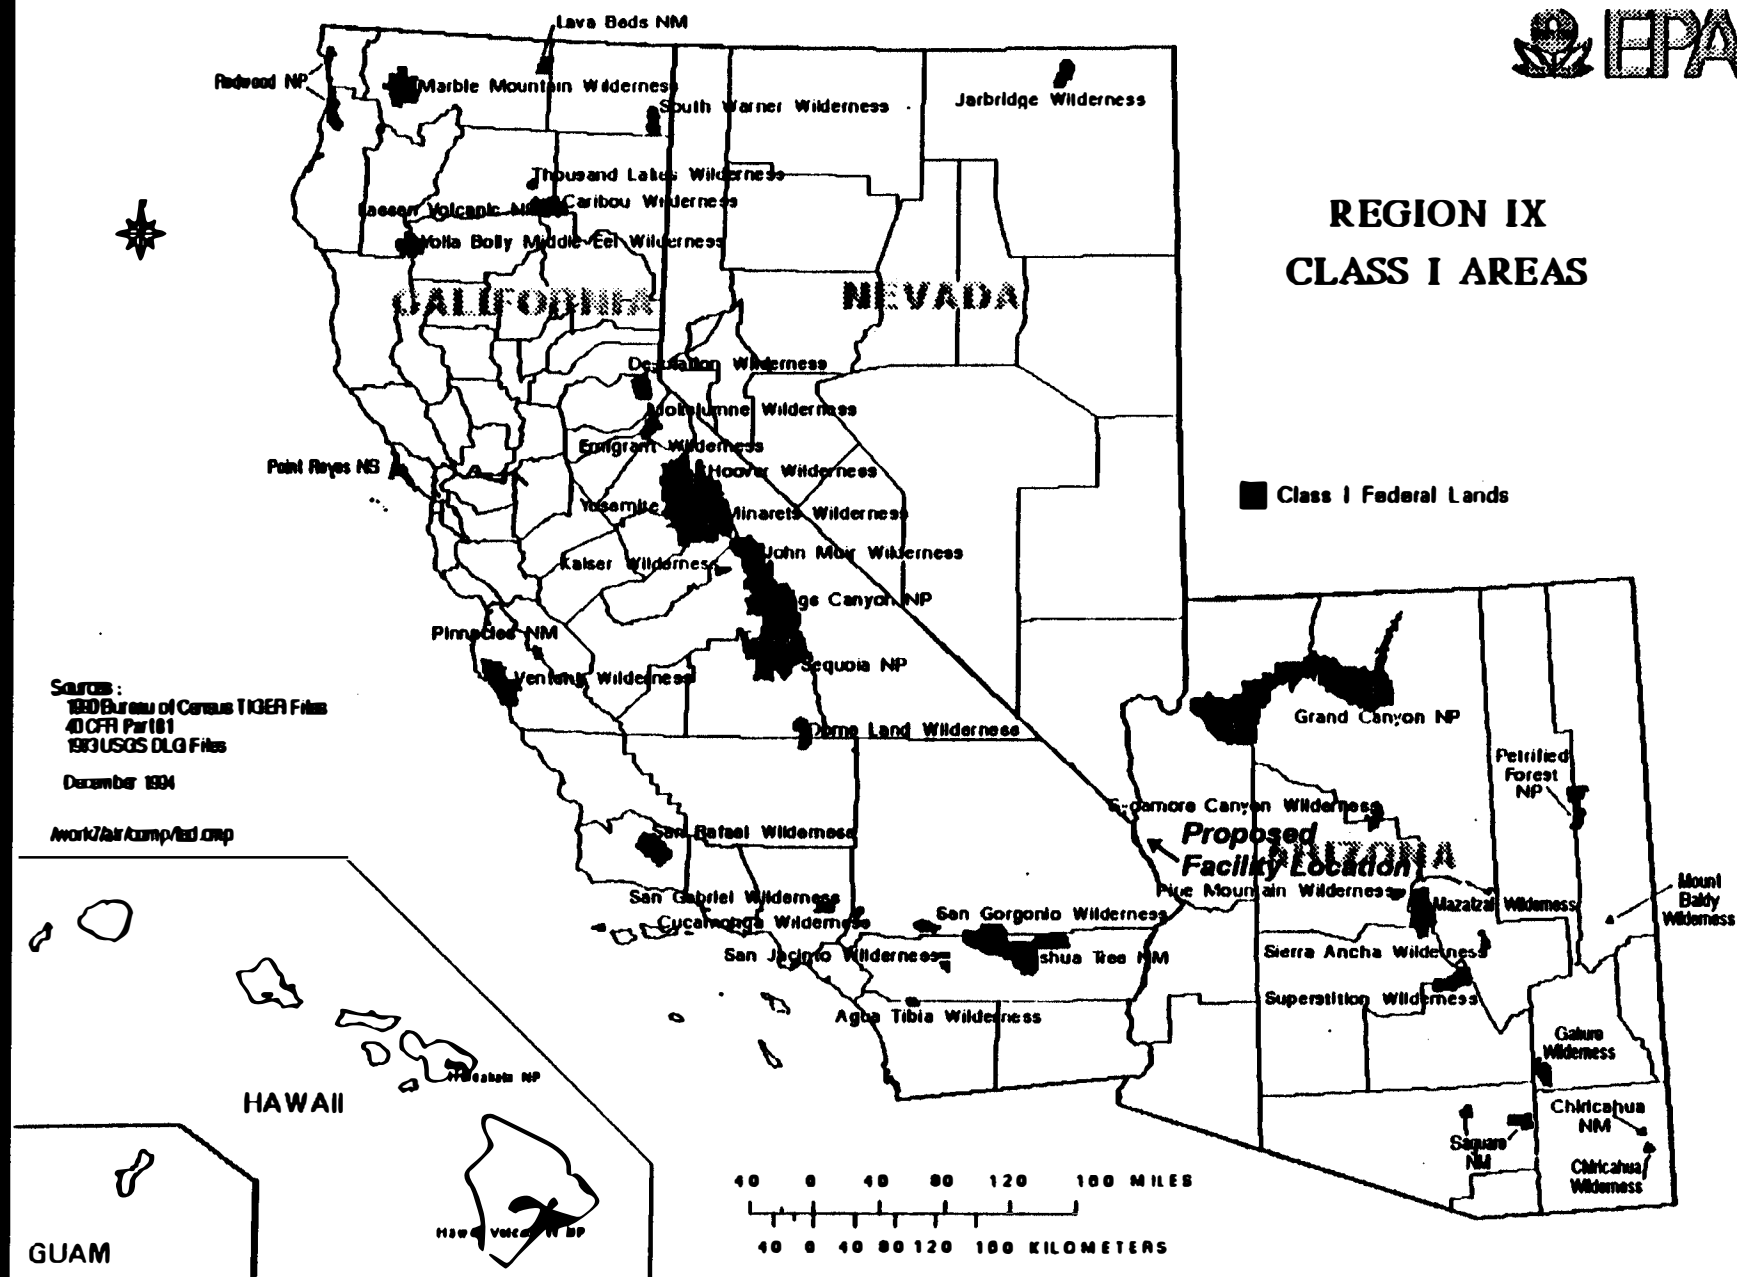 EPA
REGION IX
CLASS I AREAS
Class I Federal Lands
Lava Beds NM
Redwood NP
Marble Mountain Wilderness
South Warner Wilderness
Jarbridge Wilderness
Thousand Lakes Wilderness
Lassen Volcanic NP
Caribou Wilderness
Yolla Bolly Middle-Eel Wilderness
CALIFORNIA
NEVADA
Desolation Wilderness
Mokelumne Wilderness
Emigrant Wilderness
Point Reyes NS
Hoover Wilderness
Yosemite
Minarets Wilderness
John Muir Wilderness
Kaiser Wilderness
gs Canyon NP
Pinnacles NM
Sequoia NP
Ventana Wilderness
Dome Land Wilderness
Grand Canyon NP
Petrified
Forest
NP
Sycamore Canyon Wilderness
Proposed
Facility Location
ARIZONA
San Rafael Wilderness
Pine Mountain Wilderness
Mazatzal Wilderness
Mount
Baldy
Wilderness
San Gabriel Wilderness
Cucamonga Wilderness
San Gorgonio Wilderness
San Jacinto Wilderness
shua Tree NM
Sierra Ancha Wilderness
Superstition Wilderness
Agua Tibia Wilderness
Galiuro
Wilderness
Chiricahua
NM
Saguaro
NM
Chiricahua
Wilderness
Sources :
1990 Bureau of Census TIGER Files
40 CFR Part 81
1983 USGS DLG Files
December 1994
HAWAII
Haleakala NP
GUAM
40 0 40 80 120 160 MILES
40 0 40 80 120 160 KILOMETERS